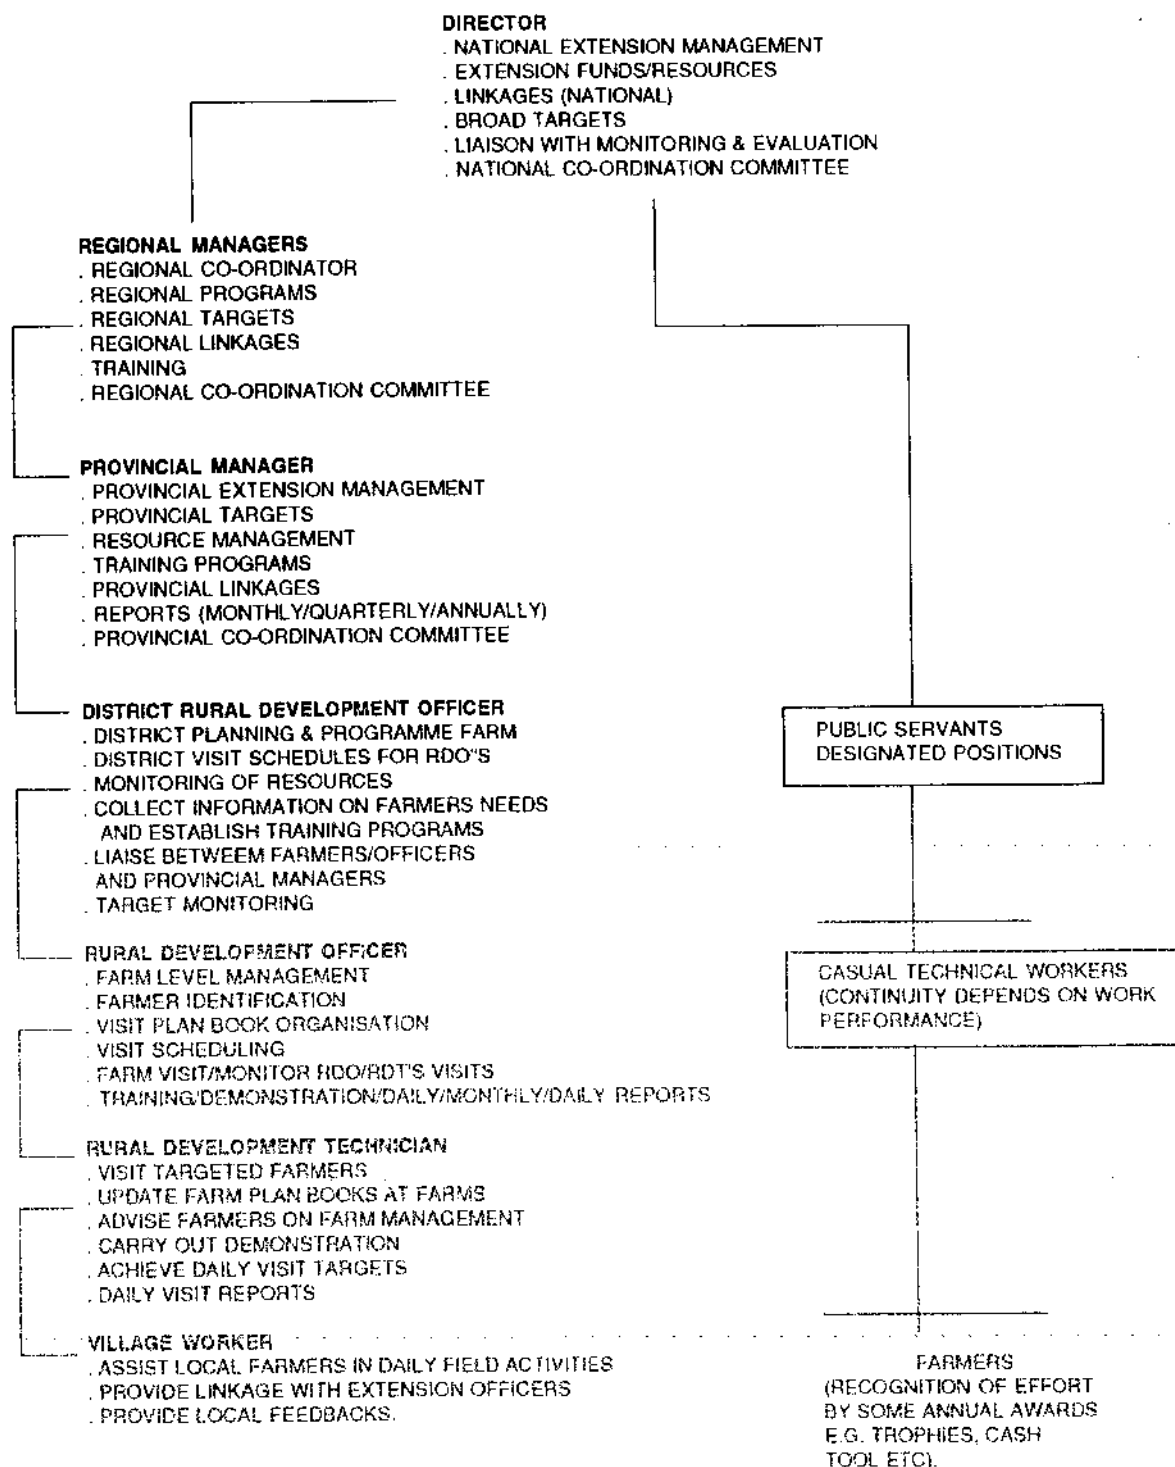 DIRECTOR
. NATIONAL EXTENSION MANAGEMENT
. EXTENSION FUNDS/RESOURCES
. LINKAGES (NATIONAL)
. BROAD TARGETS
. LIAISON WITH MONITORING & EVALUATION
. NATIONAL CO-ORDINATION COMMITTEE
REGIONAL MANAGERS
. REGIONAL CO-ORDINATOR
. REGIONAL PROGRAMS
. REGIONAL TARGETS
. REGIONAL LINKAGES
. TRAINING
. REGIONAL CO-ORDINATION COMMITTEE
PROVINCIAL MANAGER
. PROVINCIAL EXTENSION MANAGEMENT
. PROVINCIAL TARGETS
. RESOURCE MANAGEMENT
. TRAINING PROGRAMS
. PROVINCIAL LINKAGES
. REPORTS (MONTHLY/QUARTERLY/ANNUALLY)
. PROVINCIAL CO-ORDINATION COMMITTEE
DISTRICT RURAL DEVELOPMENT OFFICER
. DISTRICT PLANNING & PROGRAMME FARM
. DISTRICT VISIT SCHEDULES FOR RDO"S
. MONITORING OF RESOURCES
. COLLECT INFORMATION ON FARMERS NEEDS
AND ESTABLISH TRAINING PROGRAMS
. LIAISE BETWEEM FARMERS/OFFICERS
AND PROVINCIAL MANAGERS
. TARGET MONITORING
RURAL DEVELOPMENT OFFICER
. FARM LEVEL MANAGEMENT
. FARMER IDENTIFICATION
. VISIT PLAN BOOK ORGANISATION
. VISIT SCHEDULING
. FARM VISIT/MONITOR RDO/RDT'S VISITS
. TRAINING/DEMONSTRATION/DAILY/MONTHLY/DAILY REPORTS
RURAL DEVELOPMENT TECHNICIAN
. VISIT TARGETED FARMERS
. UPDATE FARM PLAN BOOKS AT FARMS
. ADVISE FARMERS ON FARM MANAGEMENT
. CARRY OUT DEMONSTRATION
. ACHIEVE DAILY VISIT TARGETS
. DAILY VISIT REPORTS
VILLAGE WORKER
. ASSIST LOCAL FARMERS IN DAILY FIELD ACTIVITIES
. PROVIDE LINKAGE WITH EXTENSION OFFICERS
. PROVIDE LOCAL FEEDBACKS.
PUBLIC SERVANTS
DESIGNATED POSITIONS
CASUAL TECHNICAL WORKERS
(CONTINUITY DEPENDS ON WORK
PERFORMANCE)
FARMERS
(RECOGNITION OF EFFORT
BY SOME ANNUAL AWARDS
E.G. TROPHIES, CASH
TOOL ETC).